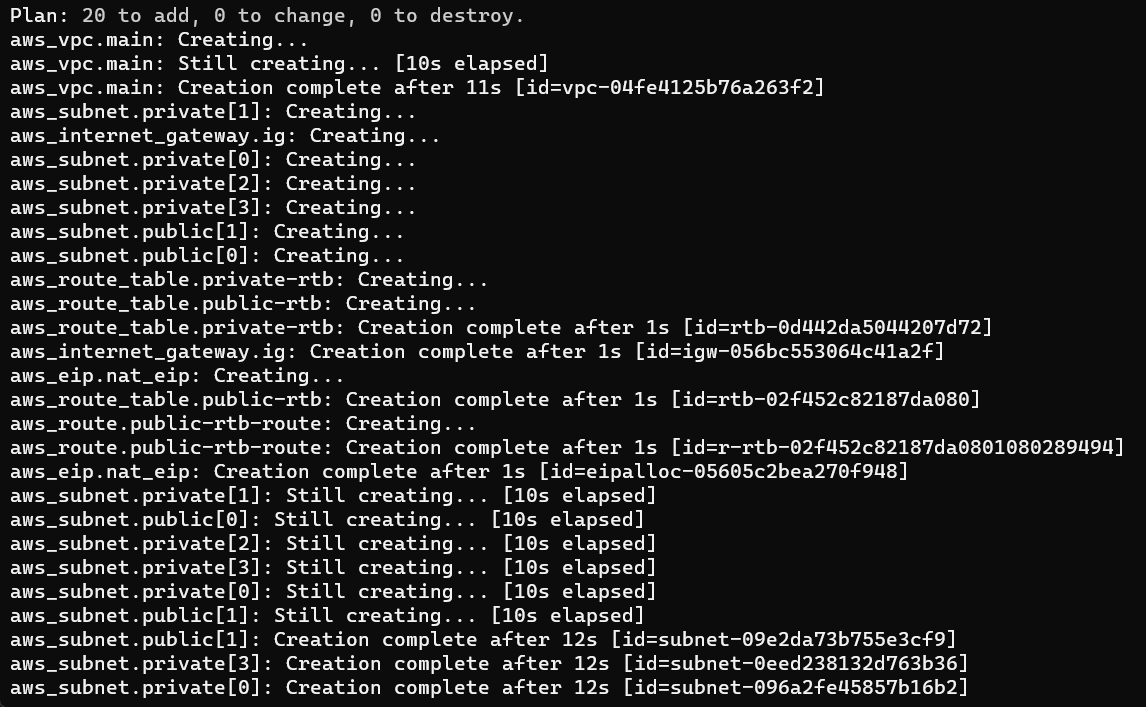 Plan: 20 to add, 0 to change, 0 to destroy.
aws_vpc.main: Creating...
aws_vpc.main: Still creating... [10s elapsed]
aws_vpc.main: Creation complete after 11s [id=vpc-04fe4125b76a263f2]
aws_subnet.private[1]: Creating...
aws_internet_gateway.ig: Creating...
aws_subnet.private[0]: Creating...
aws_subnet.private[2]: Creating...
aws_subnet.private[3]: Creating...
aws_subnet.public[1]: Creating...
aws_subnet.public[0]: Creating...
aws_route_table.private-rtb: Creating...
aws_route_table.public-rtb: Creating...
aws_route_table.private-rtb: Creation complete after 1s [id=rtb-0d442da5044207d72]
aws_internet_gateway.ig: Creation complete after 1s [id=igw-056bc553064c41a2f]
aws_eip.nat_eip: Creating...
aws_route_table.public-rtb: Creation complete after 1s [id=rtb-02f452c82187da080]
aws_route.public-rtb-route: Creating...
aws_route.public-rtb-route: Creation complete after 1s [id=r-rtb-02f452c82187da0801080289494]
aws_eip.nat_eip: Creation complete after 1s [id=eipalloc-05605c2bea270f948]
aws_subnet.private[1]: Still creating... [10s elapsed]
aws_subnet.public[0]: Still creating... [10s elapsed]
aws_subnet.private[2]: Still creating... [10s elapsed]
aws_subnet.private[3]: Still creating... [10s elapsed]
aws_subnet.private[0]: Still creating... [10s elapsed]
aws_subnet.public[1]: Still creating... [10s elapsed]
aws_subnet.public[1]: Creation complete after 12s [id=subnet-09e2da73b755e3cf9]
aws_subnet.private[3]: Creation complete after 12s [id=subnet-0eed238132d763b36]
aws_subnet.private[0]: Creation complete after 12s [id=subnet-096a2fe45857b16b2]